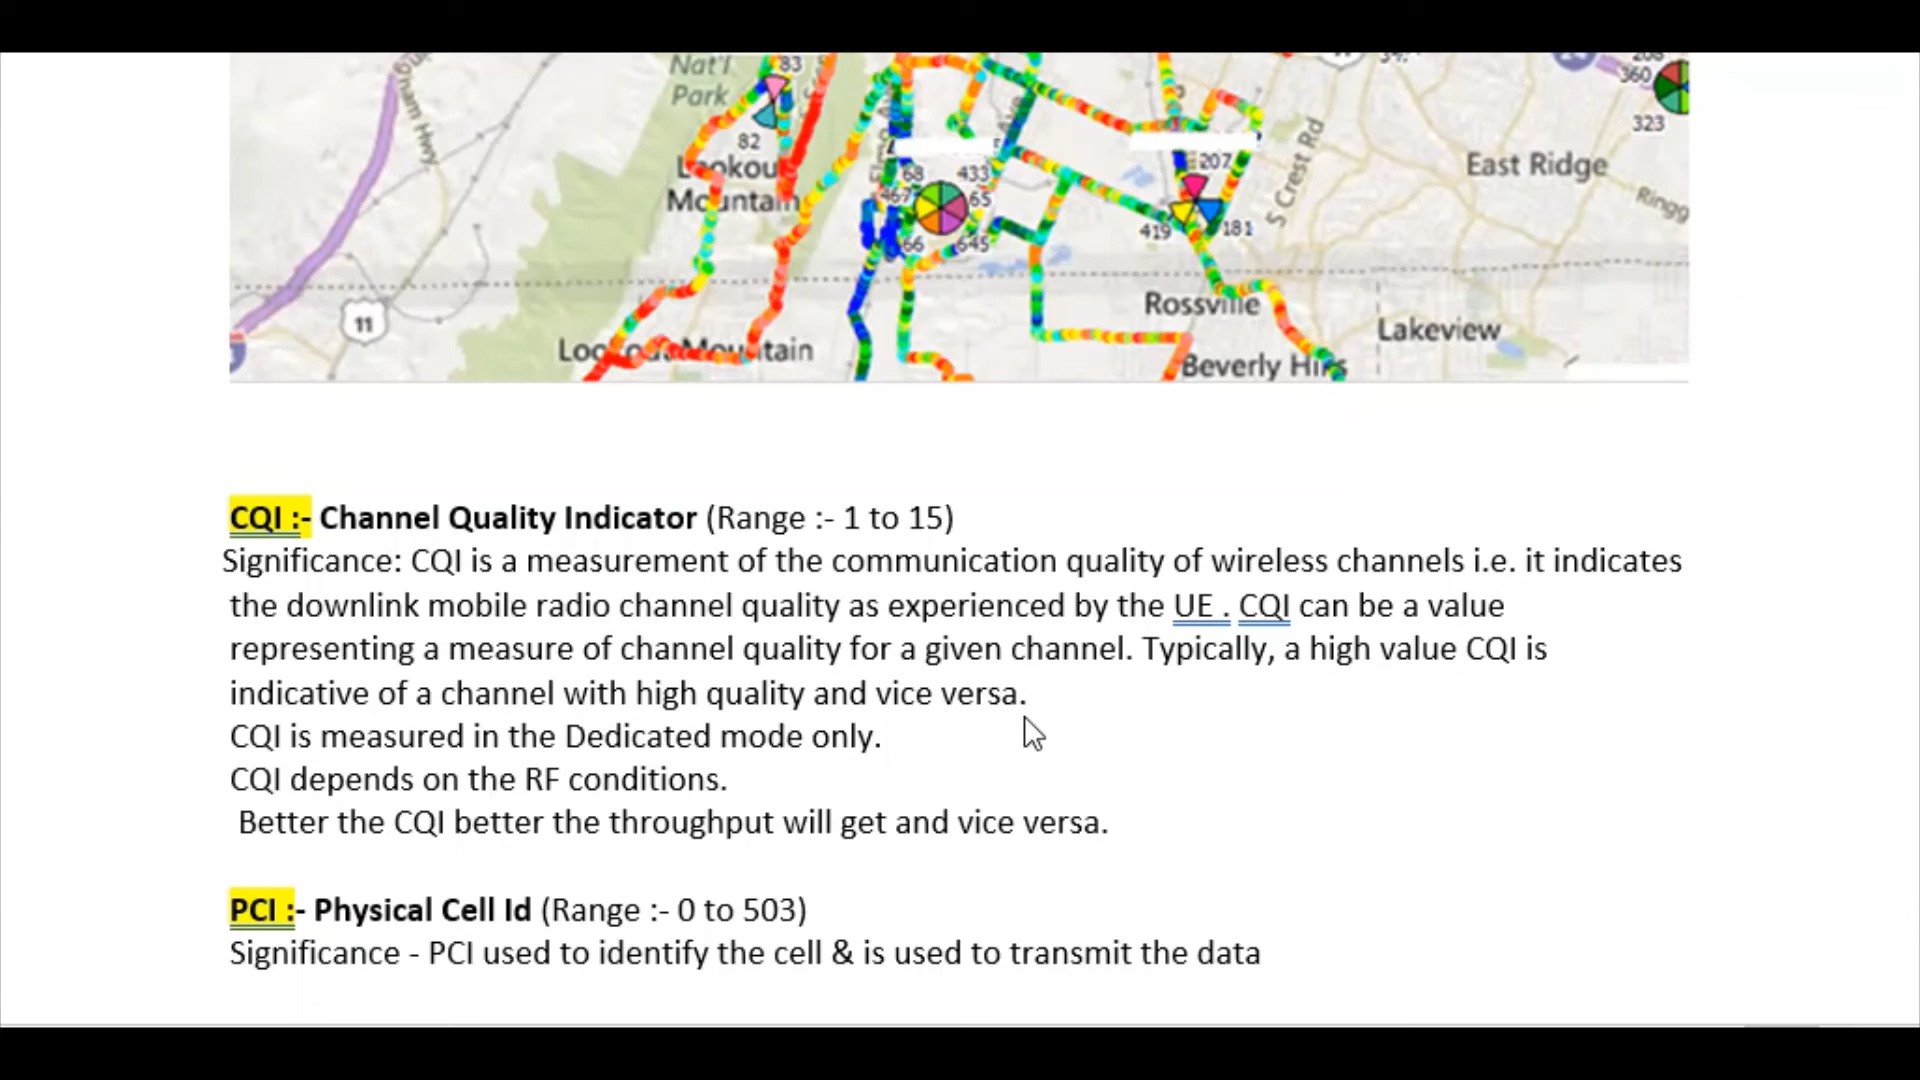 Nat'l
Park
83
82
Lookout
Mountain
11
Lookout Mountain
68
433
467
65
66
645
207
419
181
S Crest Rd
East Ridge
360
323
Rossville
Lakeview
Beverly Hills
CQI :- Channel Quality Indicator (Range :- 1 to 15)
Significance: CQI is a measurement of the communication quality of wireless channels i.e. it indicates
the downlink mobile radio channel quality as experienced by the UE . CQI can be a value
representing a measure of channel quality for a given channel. Typically, a high value CQI is
indicative of a channel with high quality and vice versa.
CQI is measured in the Dedicated mode only.
CQI depends on the RF conditions.
Better the CQI better the throughput will get and vice versa.
PCI :- Physical Cell Id (Range :- 0 to 503)
Significance - PCI used to identify the cell & is used to transmit the data